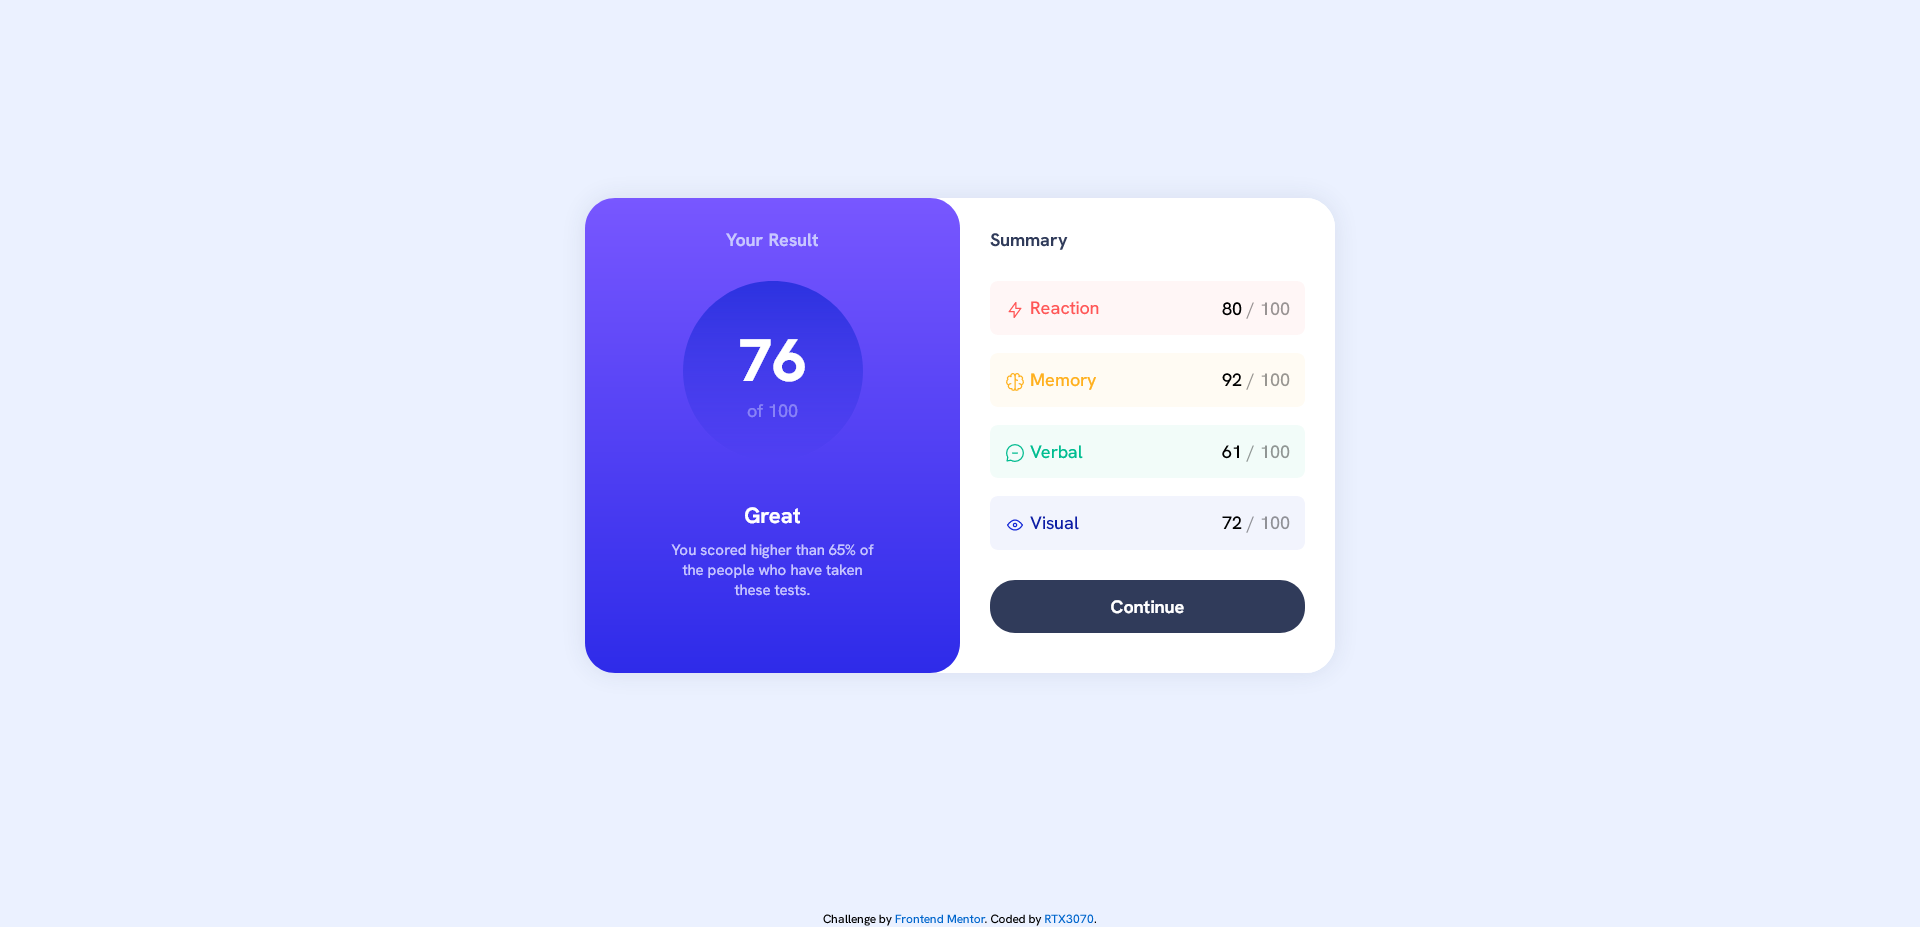 Your Result
76
of 100
Great
You scored higher than 65% of
the people who have taken
these tests.
Summary
Reaction 80 / 100
Memory 92 / 100
Verbal 61 / 100
Visual 72 / 100
Continue
Challenge by Frontend Mentor. Coded by RTX3070.